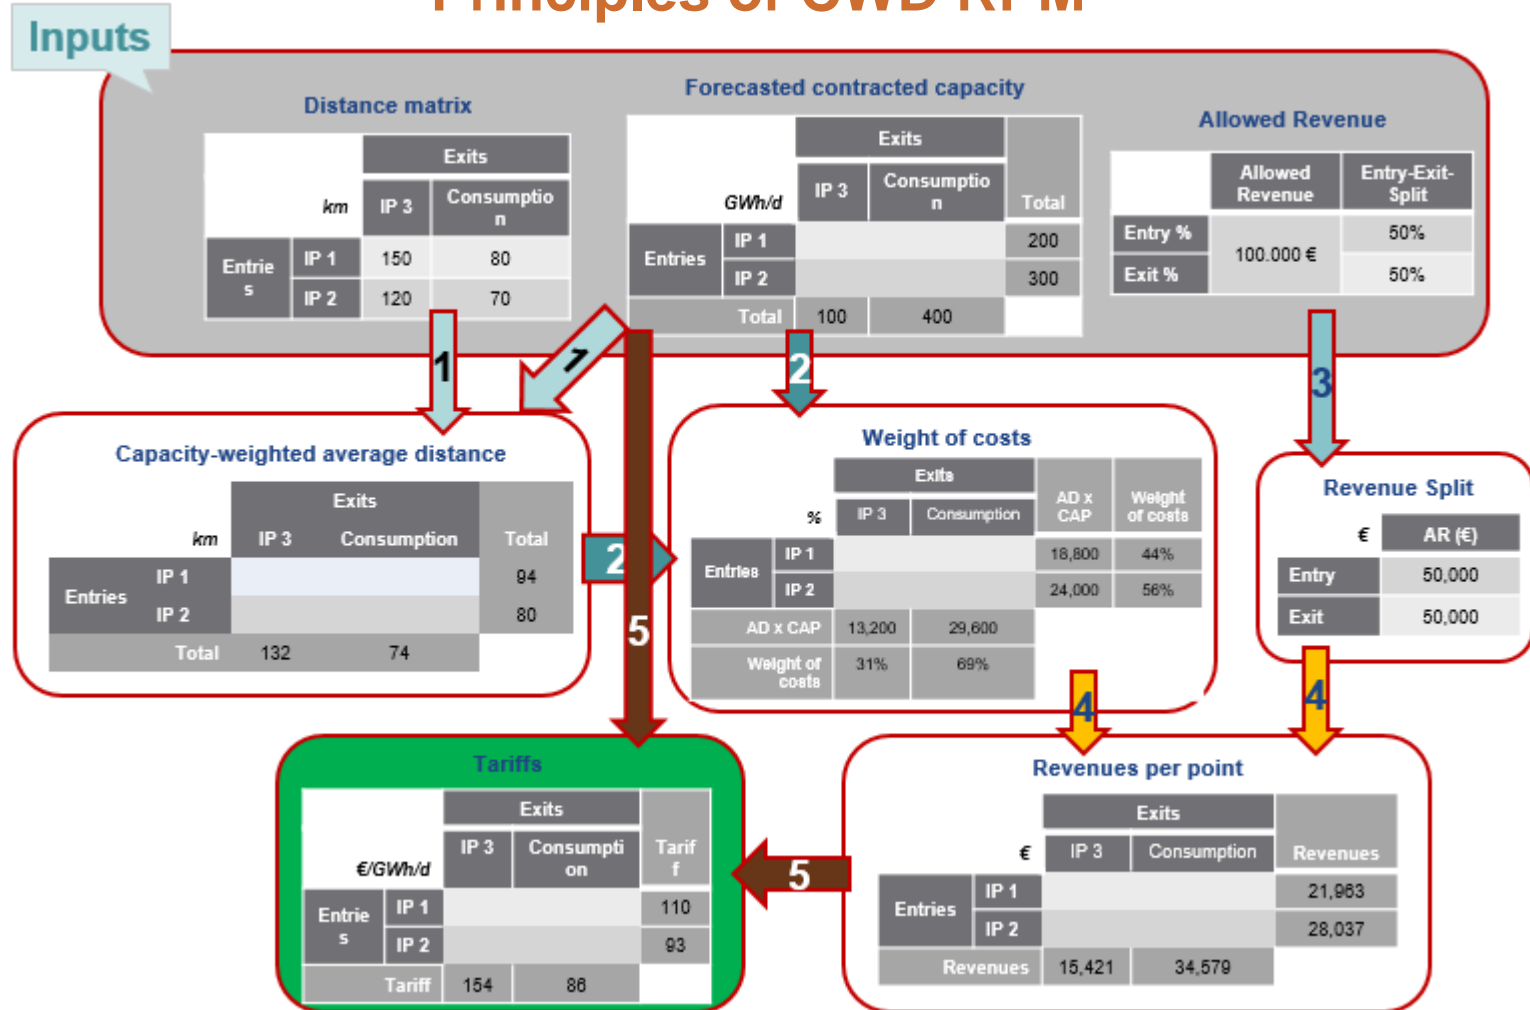 Principles of CWD RPM
Inputs
Distance matrix
Exits
km IP 3 Consumptio
n
Entrie
s
IP 1 150 80
IP 2 120 70
Forecasted contracted capacity
Exits
GWh/d IP 3 Consumptio
n
Total
Entries
IP 1 200
IP 2 300
Total 100 400
Allowed Revenue
Allowed
Revenue
Entry-Exit-
Split
Entry % 50%
100.000 €
Exit % 50%
1
1
2
3
Capacity-weighted average distance
Exits
km IP 3 Consumption Total
Entries
IP 1 94
IP 2 80
Total 132 74
2
5
Weight of costs
Exits
% IP 3 Consumption
AD x
CAP
Weight
of costs
Entries
IP 1 18,800 44%
IP 2 24,000 56%
AD x CAP 13,200 29,600
Weight of
costs
31% 69%
Revenue Split
€ AR (€)
Entry 50,000
Exit 50,000
4
4
Tariffs
Exits
€/GWh/d IP 3 Consumpti
on
Tarif
f
Entrie
s
IP 1 110
IP 2 93
Tariff 154 86
5
Revenues per point
Exits
€ IP 3 Consumption Revenues
Entries
IP 1 21,963
IP 2 28,037
Revenues 15,421 34,579